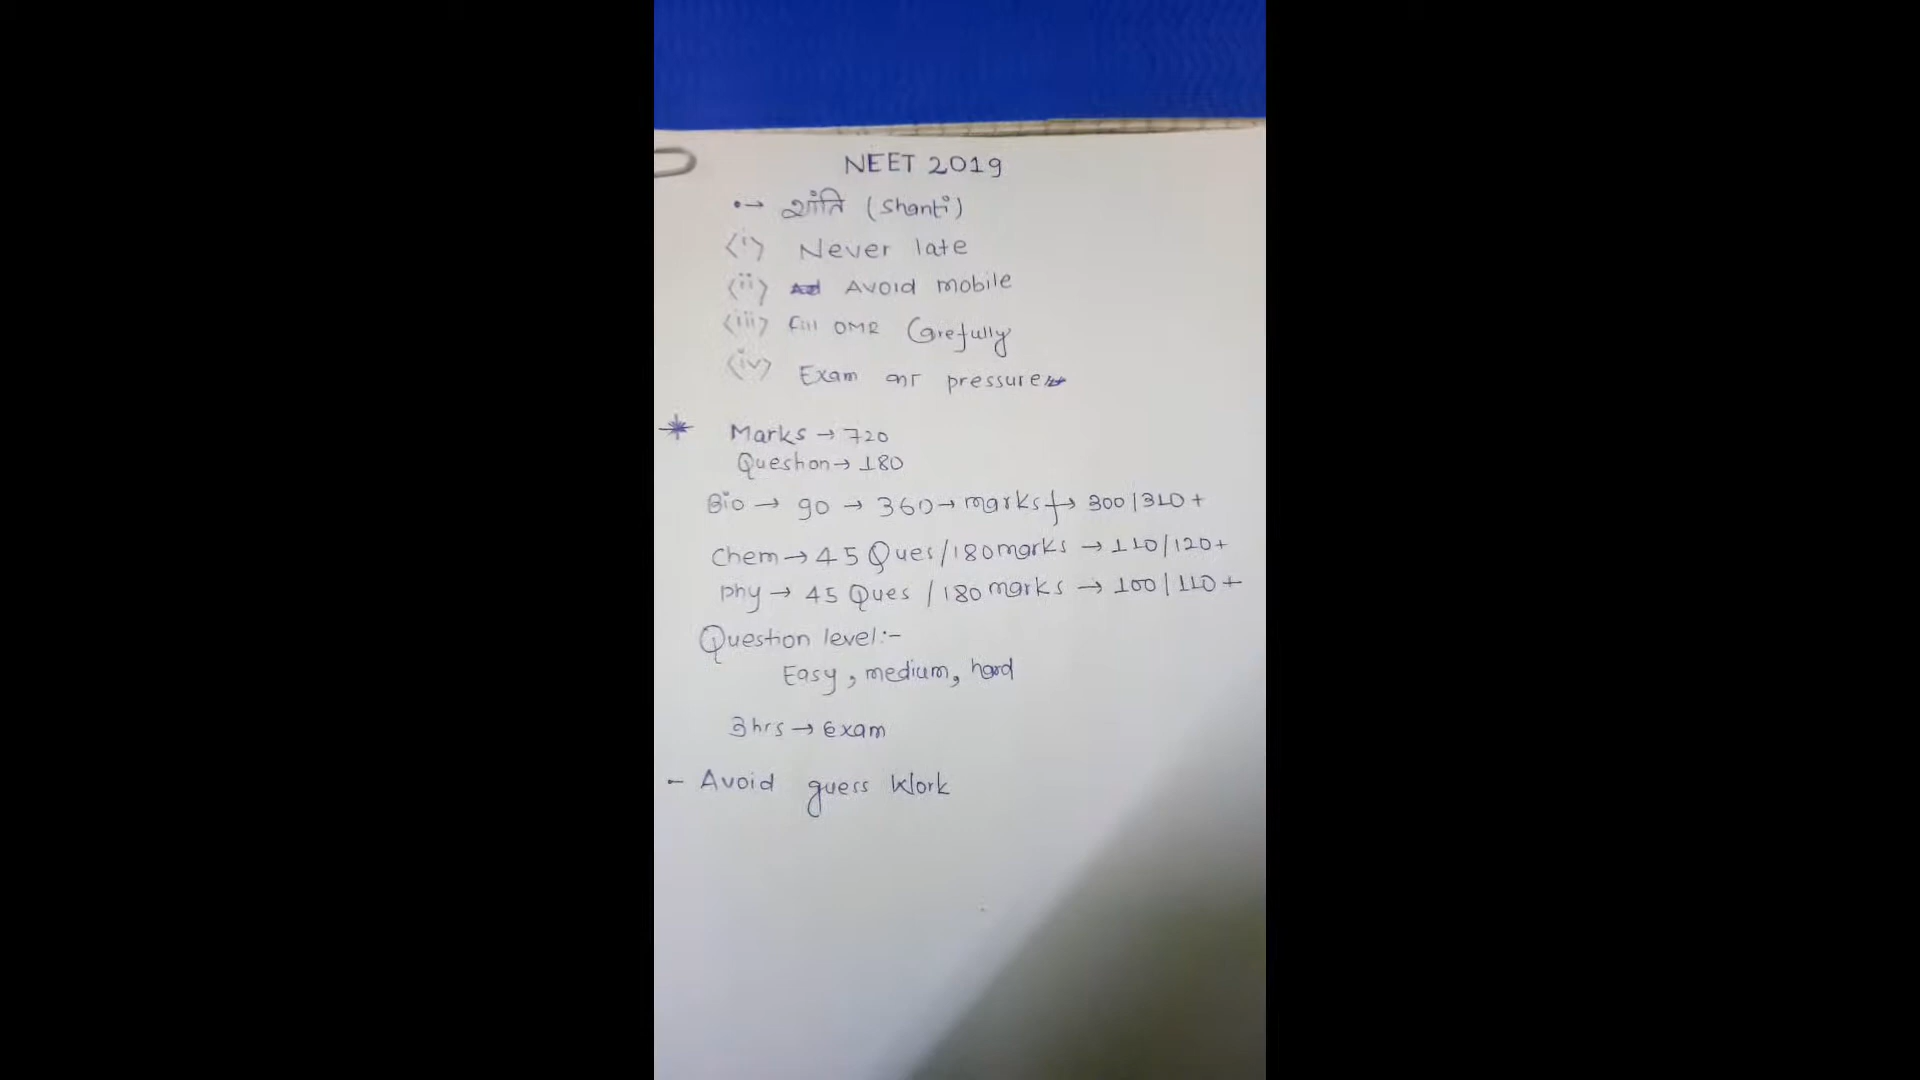 NEET 2019
•→ शांति (Shanti)
(i) Never late
(ii) Avoid mobile
(iii) Fill OMR Carefully
(iv) Exam का pressure
* Marks → 720
Question → 180
Bio → 90 → 360 → marks → 300/310+
Chem → 45 Ques/180 marks → 110/120+
Phy → 45 Ques / 180 marks → 100/110+
Question level:-
Easy, medium, hard
3hrs → Exam
- Avoid guess Work